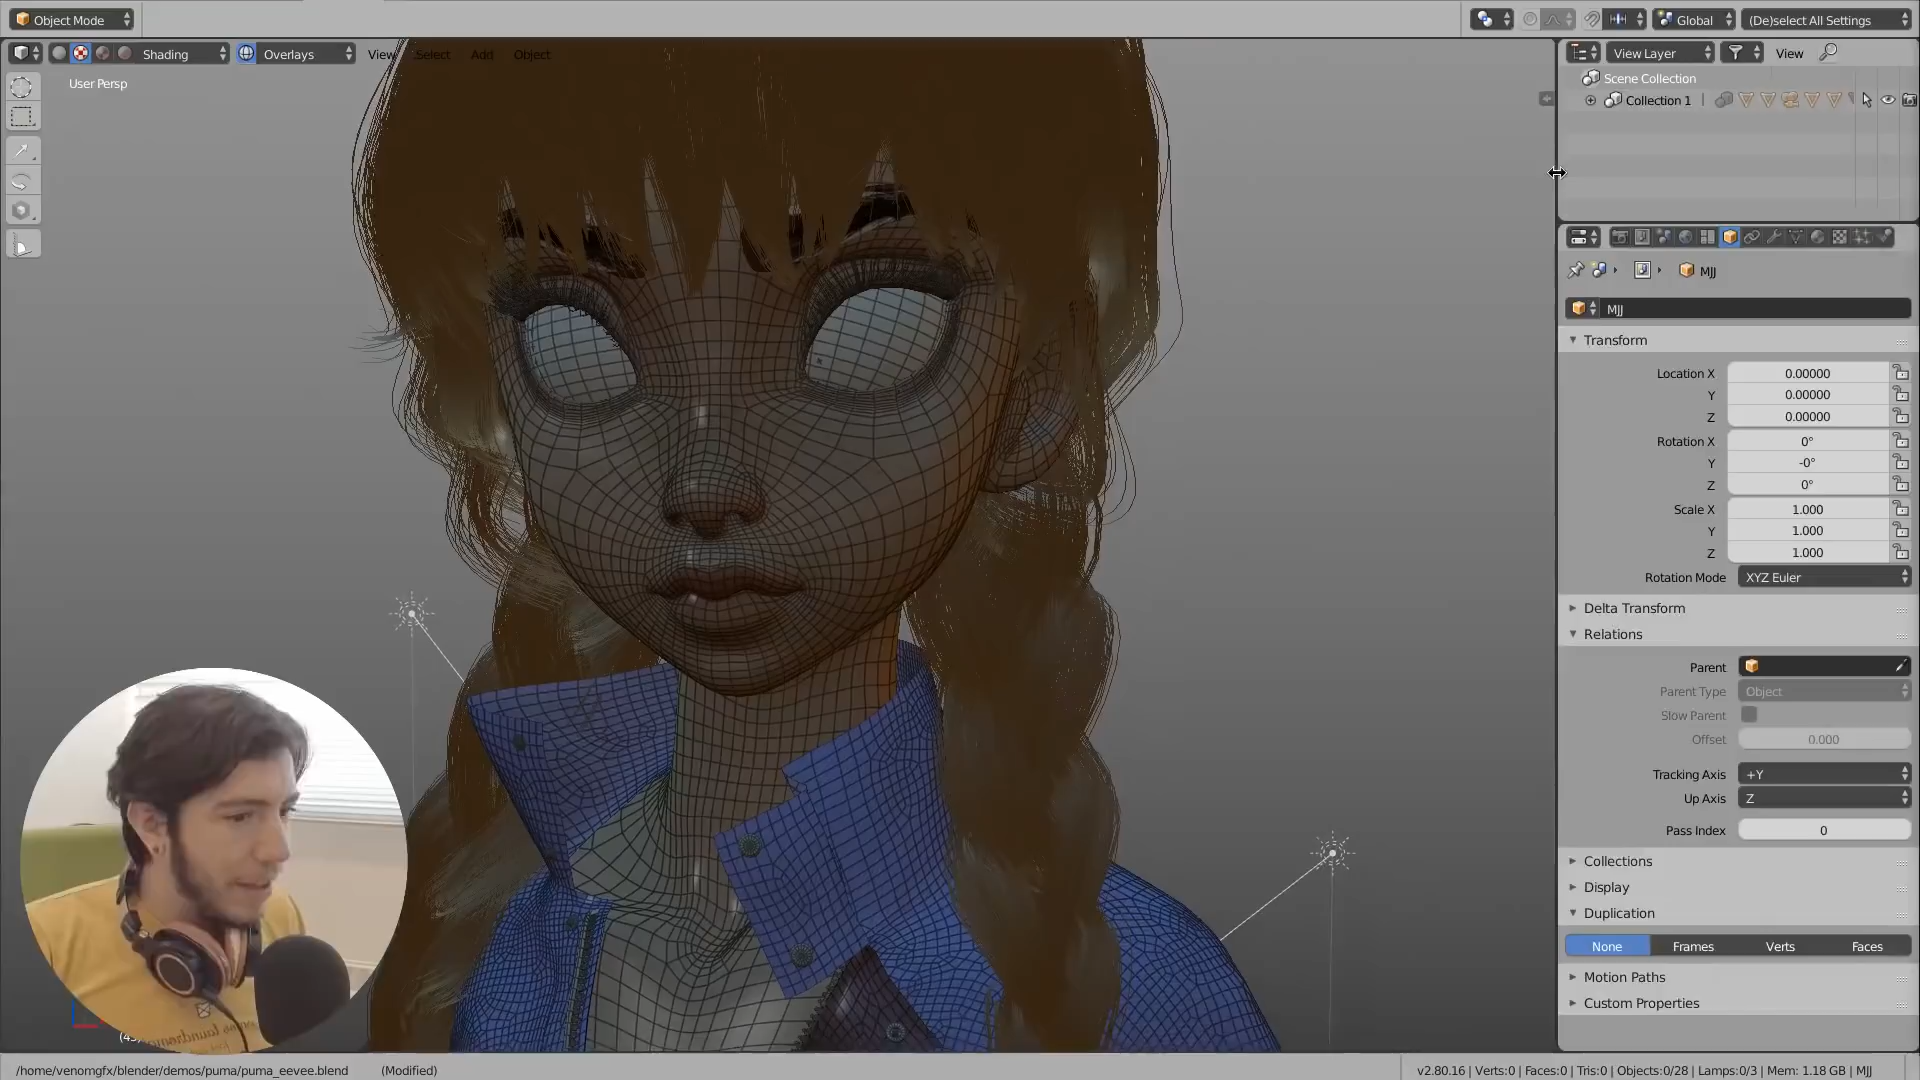 Object Mode
Global
(De)select All Settings
Shading
Overlays
View
Select
Add
Object
User Persp
View Layer
View
Scene Collection
Collection 1
MJJ
MJJ
Transform
Location X 0.00000
Y 0.00000
Z 0.00000
Rotation X 0°
Y -0°
Z 0°
Scale X 1.000
Y 1.000
Z 1.000
Rotation Mode XYZ Euler
Delta Transform
Relations
Parent
Parent Type Object
Slow Parent
Offset 0.000
Tracking Axis +Y
Up Axis Z
Pass Index 0
Collections
Display
Duplication
None Frames Verts Faces
Motion Paths
Custom Properties
/home/venomgfx/blender/demos/puma/puma_eevee.blend (Modified)
v2.80.16 | Verts:0 | Faces:0 | Tris:0 | Objects:0/28 | Lamps:0/3 | Mem: 1.18 GB | MJJ